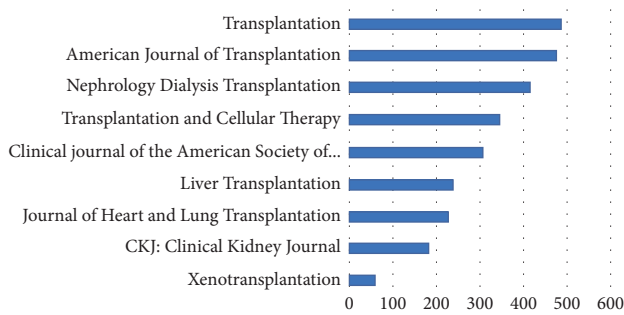 Transplantation
American Journal of Transplantation
Nephrology Dialysis Transplantation
Transplantation and Cellular Therapy
Clinical journal of the American Society of...
Liver Transplantation
Journal of Heart and Lung Transplantation
CKJ: Clinical Kidney Journal
Xenotransplantation
0 100 200 300 400 500 600